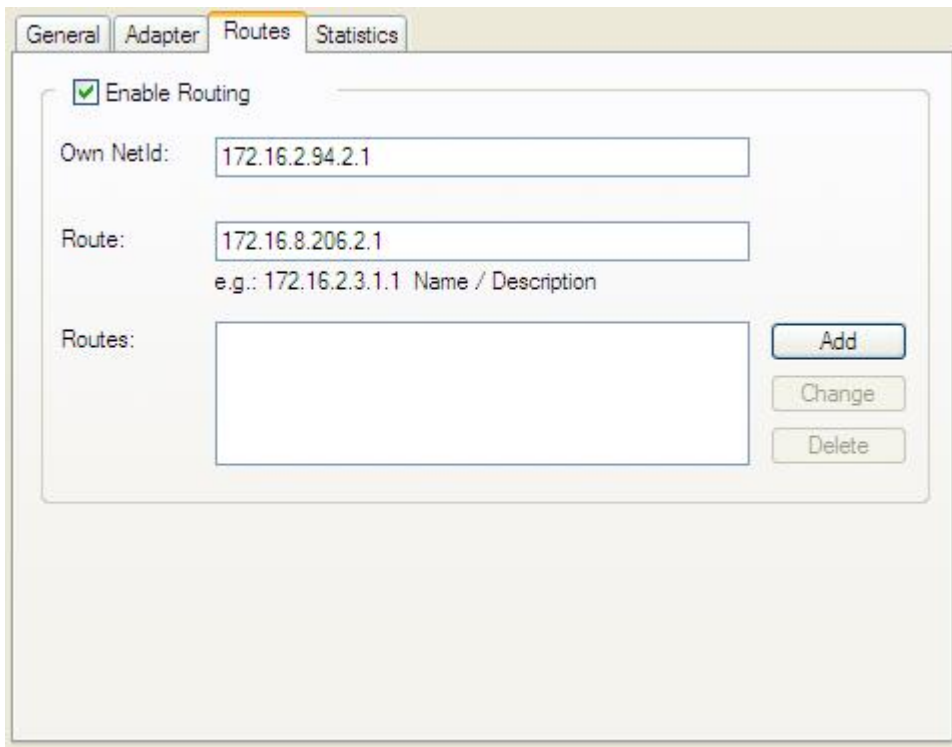 General Adapter Routes Statistics
Enable Routing
Own NetId: 172.16.2.94.2.1
Route: 172.16.8.206.2.1
e.g.: 172.16.2.3.1.1 Name / Description
Routes: Add
Change
Delete